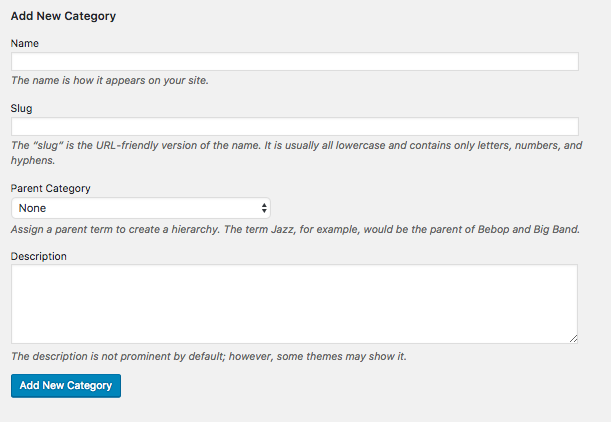 Add New Category
Name
The name is how it appears on your site.
Slug
The “slug” is the URL-friendly version of the name. It is usually all lowercase and contains only letters, numbers, and
hyphens.
Parent Category
None
Assign a parent term to create a hierarchy. The term Jazz, for example, would be the parent of Bebop and Big Band.
Description
The description is not prominent by default; however, some themes may show it.
Add New Category